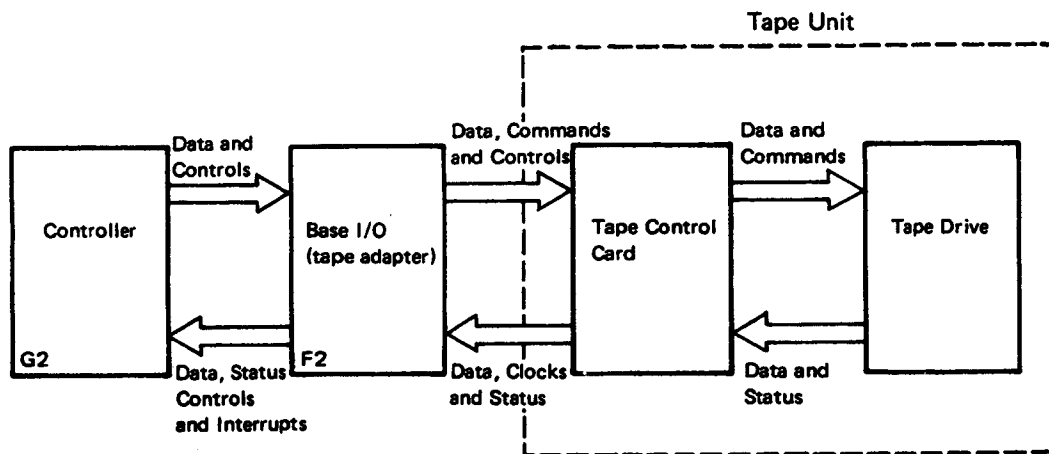 Tape Unit
Data and
Controls
Data, Commands
and Controls
Data and
Commands
Controller
Base I/O
(tape adapter)
Tape Control
Card
Tape Drive
G2
F2
Data, Status
Controls
and Interrupts
Data, Clocks
and Status
Data and
Status